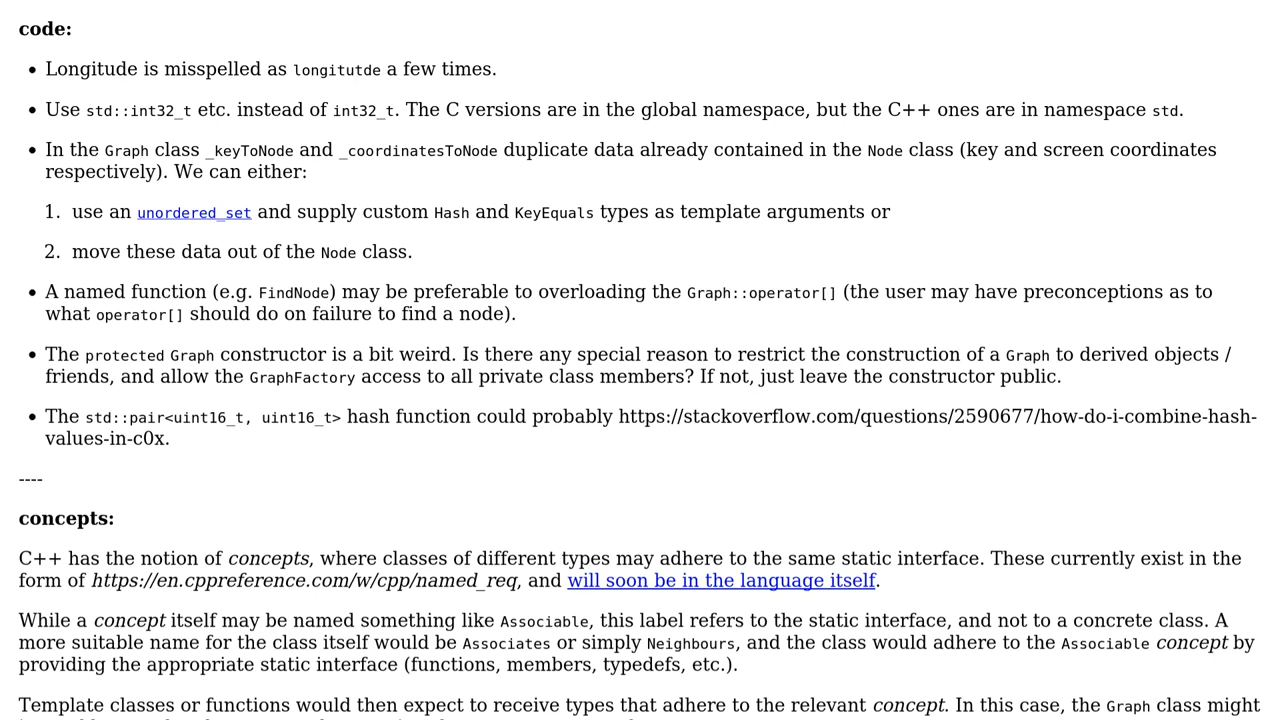 code:
• Longitude is misspelled as longitutde a few times.
• Use std::int32_t etc. instead of int32_t. The C versions are in the global namespace, but the C++ ones are in namespace std.
• In the Graph class _keyToNode and _coordinatesToNode duplicate data already contained in the Node class (key and screen coordinates
respectively). We can either:
1. use an unordered_set and supply custom Hash and KeyEquals types as template arguments or
2. move these data out of the Node class.
• A named function (e.g. FindNode) may be preferable to overloading the Graph::operator[] (the user may have preconceptions as to
what operator[] should do on failure to find a node).
• The protected Graph constructor is a bit weird. Is there any special reason to restrict the construction of a Graph to derived objects /
friends, and allow the GraphFactory access to all private class members? If not, just leave the constructor public.
• The std::pair<uint16_t, uint16_t> hash function could probably https://stackoverflow.com/questions/2590677/how-do-i-combine-hash-
values-in-c0x.
----
concepts:
C++ has the notion of concepts, where classes of different types may adhere to the same static interface. These currently exist in the
form of https://en.cppreference.com/w/cpp/named_req, and will soon be in the language itself.
While a concept itself may be named something like Associable, this label refers to the static interface, and not to a concrete class. A
more suitable name for the class itself would be Associates or simply Neighbours, and the class would adhere to the Associable concept by
providing the appropriate static interface (functions, members, typedefs, etc.).
Template classes or functions would then expect to receive types that adhere to the relevant concept. In this case, the Graph class might